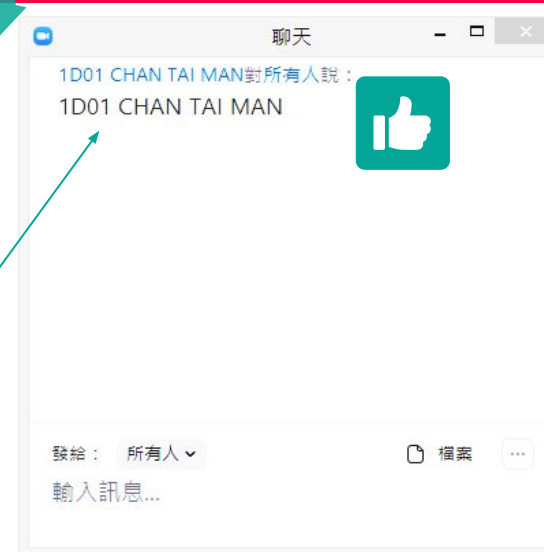 聊天
1D01 CHAN TAI MAN對所有人說：
1D01 CHAN TAI MAN
發給： 所有人 檔案 ...
輸入訊息...